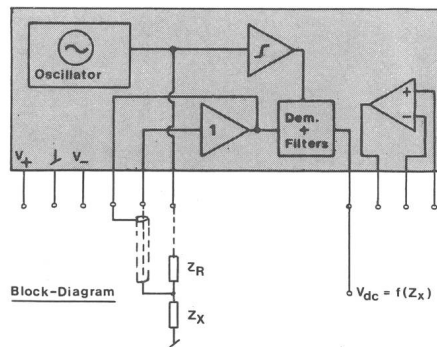 Oscillator
1
Dem.
+
Filters
+
−
V+
V−
ZR
ZX
Block-Diagram
Vdc = f(ZX)